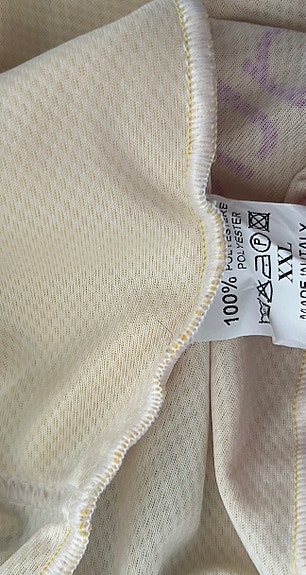 100% POLYESTERE
POLYESTER
XXL
MADE IN ITALY